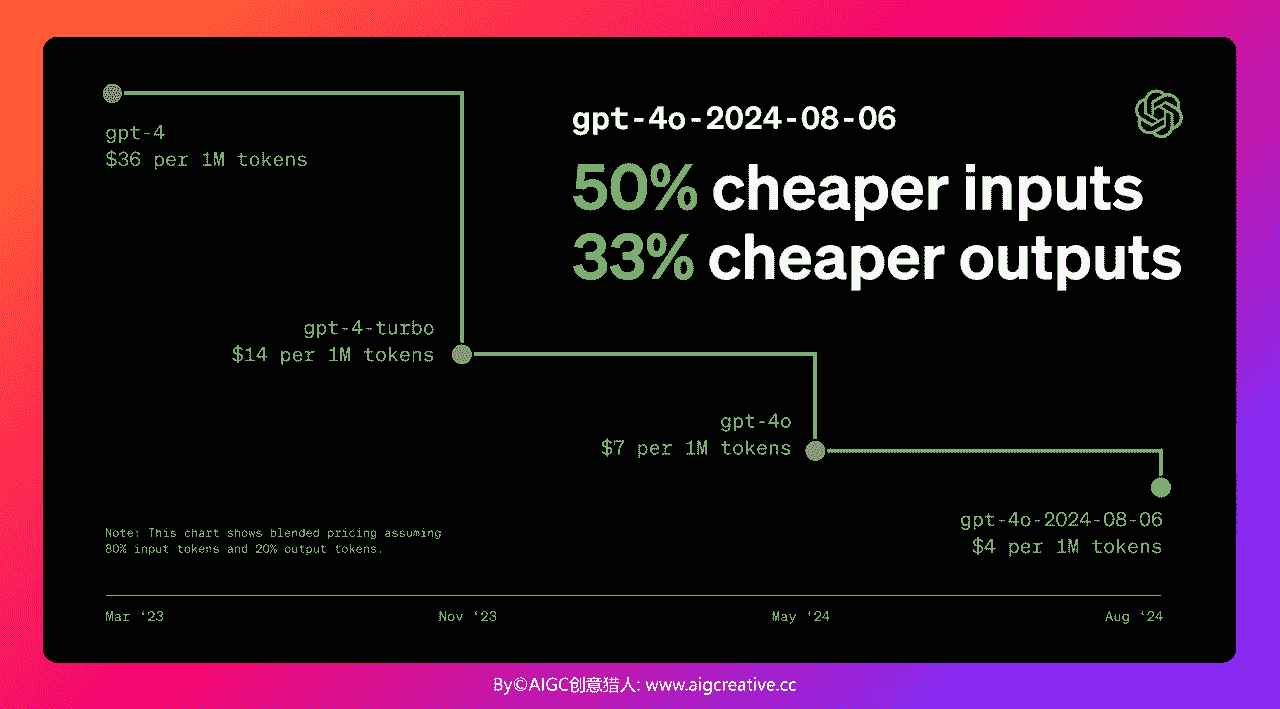 gpt-4
$36 per 1M tokens
gpt-4o-2024-08-06
50% cheaper inputs
33% cheaper outputs
gpt-4-turbo
$14 per 1M tokens
gpt-4o
$7 per 1M tokens
gpt-4o-2024-08-06
$4 per 1M tokens
Note: This chart shows blended pricing assuming
80% input tokens and 20% output tokens.
Mar ‘23
Nov ‘23
May ‘24
Aug ‘24
By©AIGC创意猎人: www.aigcreative.cc